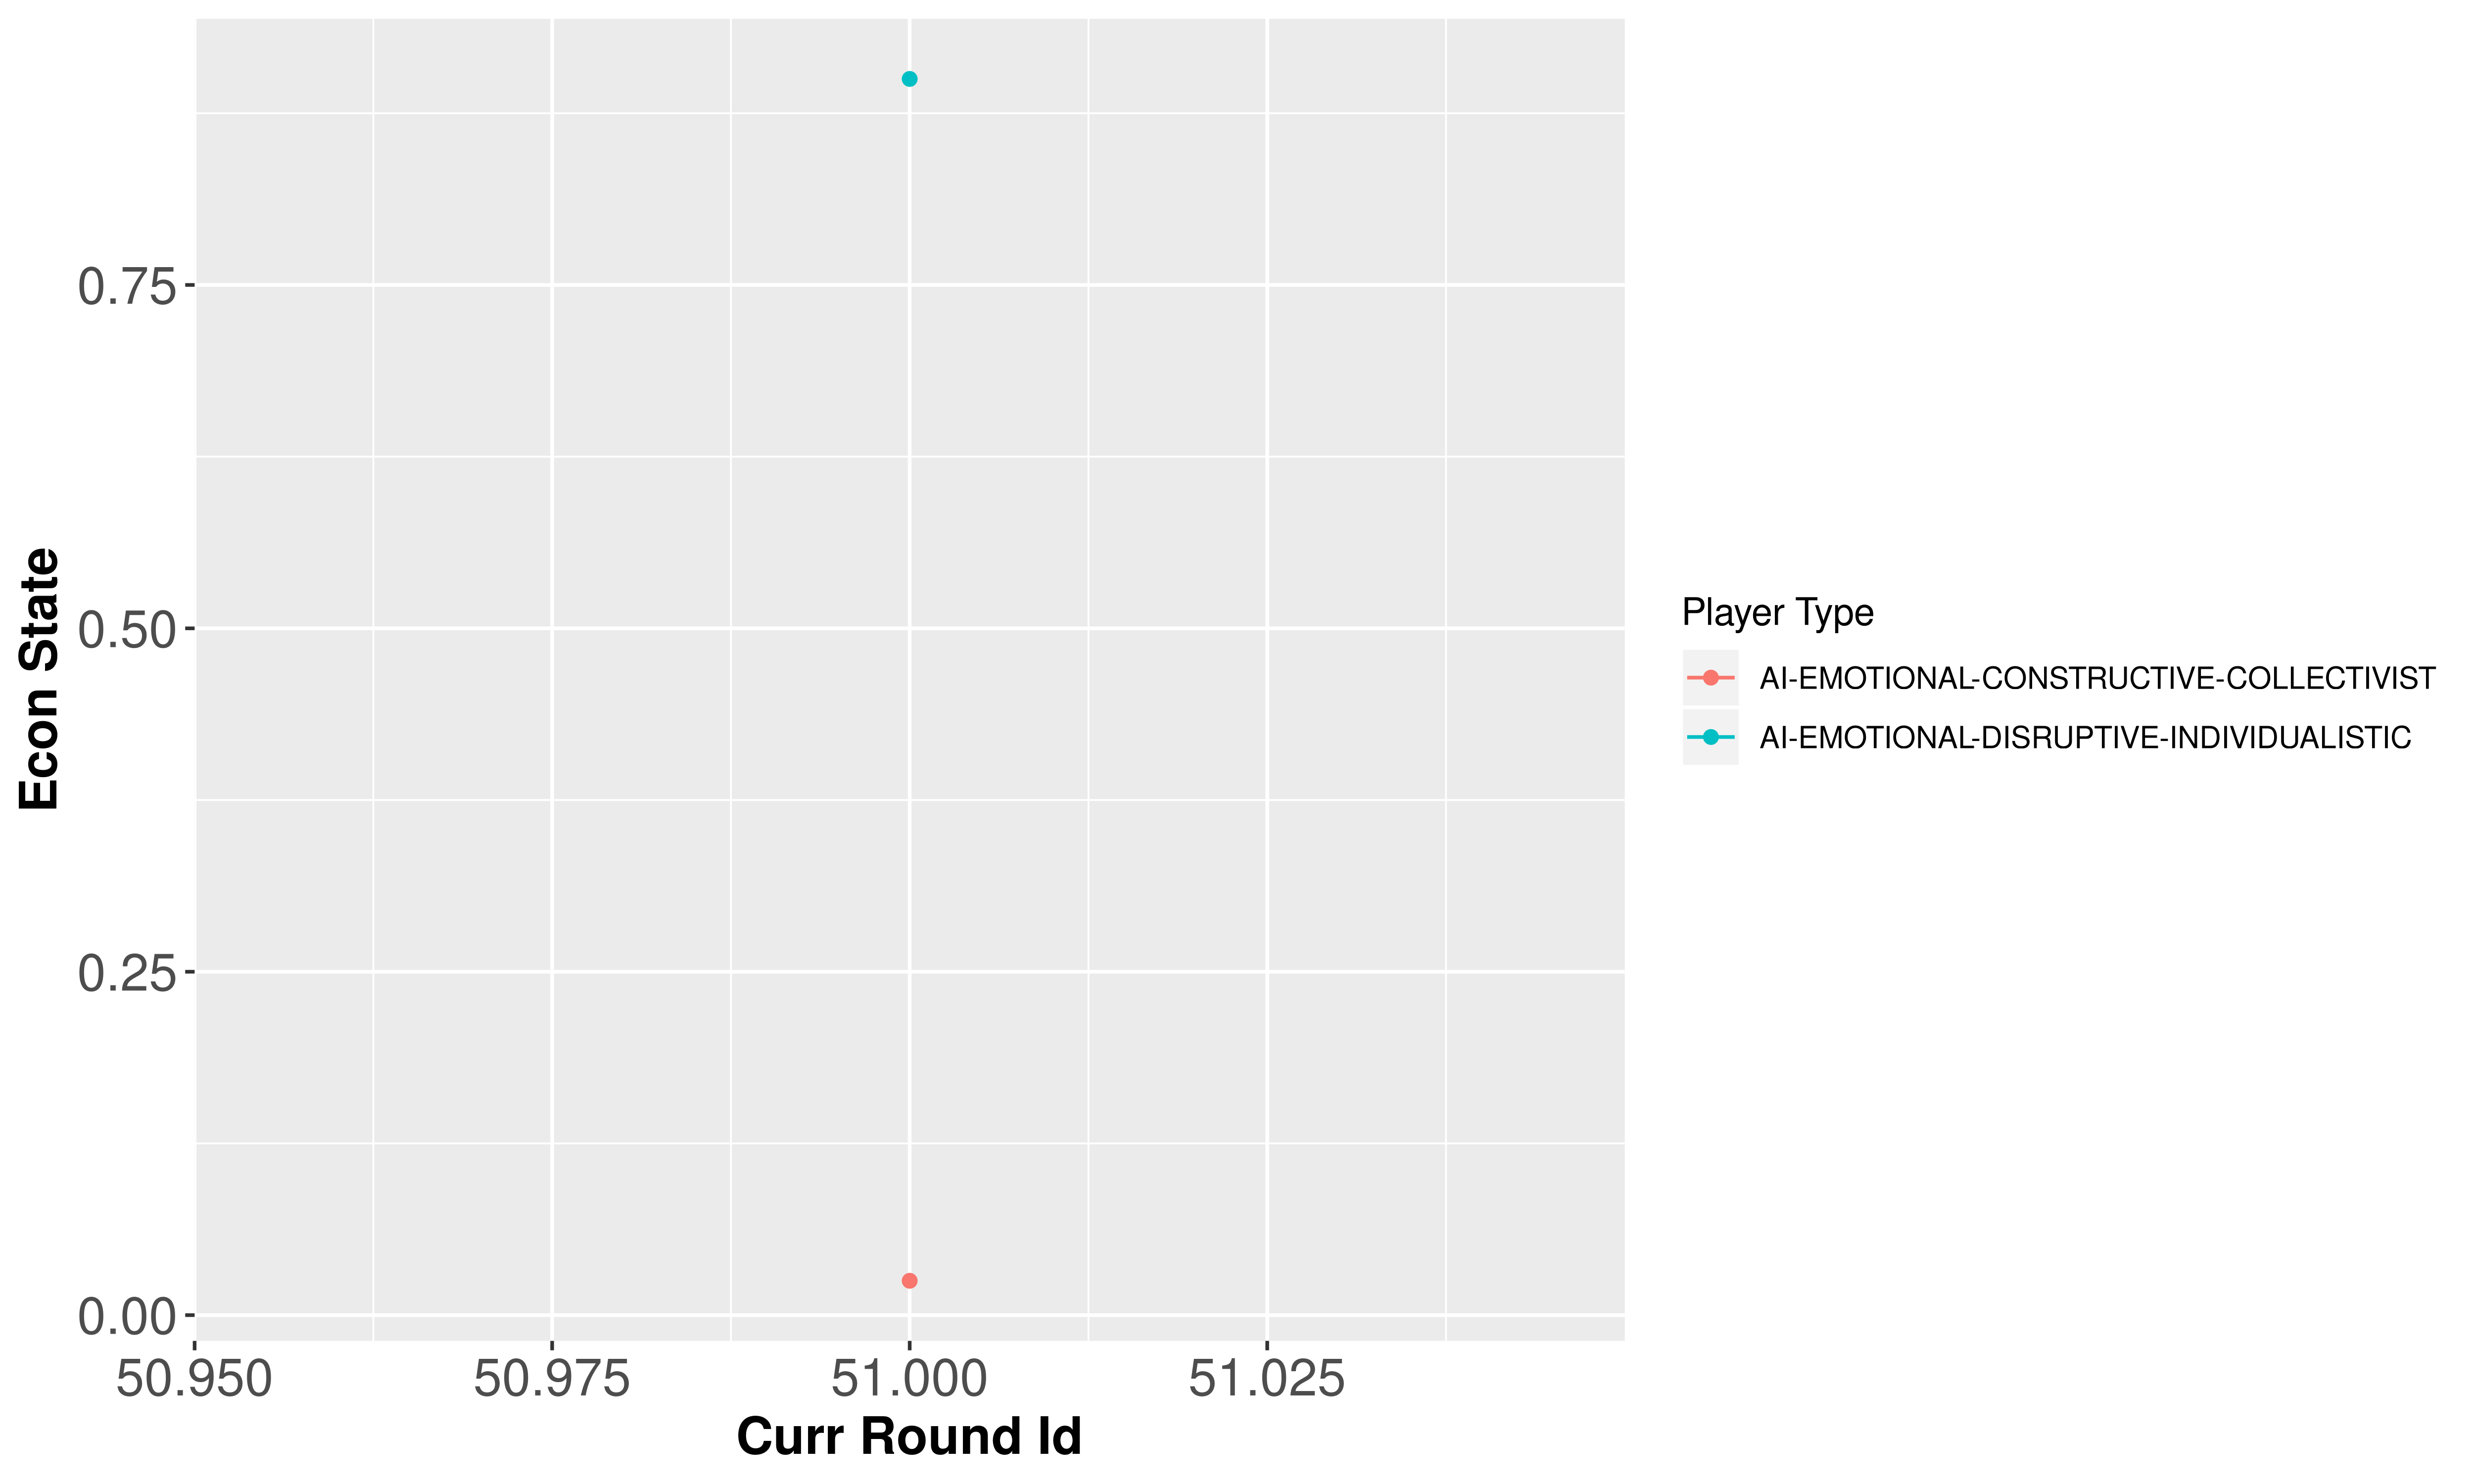 Econ State
0.75
0.50
0.25
0.00
50.950 50.975 51.000 51.025
Curr Round Id
Player Type
AI-EMOTIONAL-CONSTRUCTIVE-COLLECTIVIST
AI-EMOTIONAL-DISRUPTIVE-INDIVIDUALISTIC